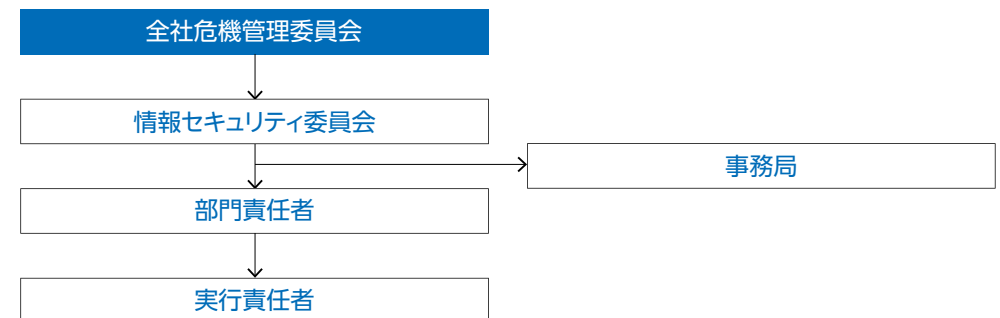 全社危機管理委員会
情報セキュリティ委員会
事務局
部門責任者
実行責任者